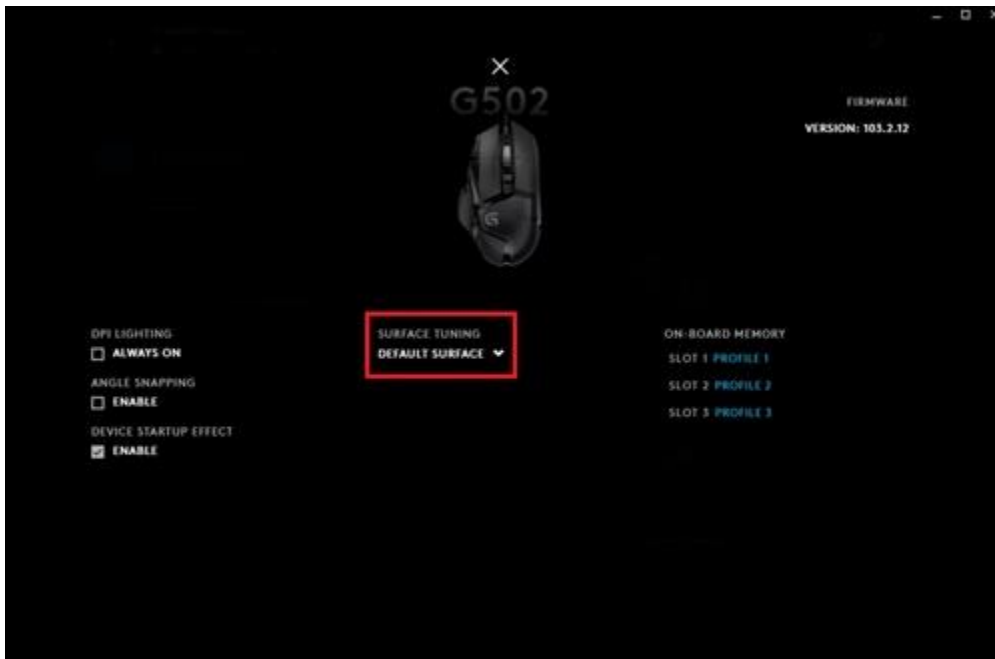 G502
FIRMWARE
VERSION: 103.2.12
DPI LIGHTING
ALWAYS ON
ANGLE SNAPPING
ENABLE
DEVICE STARTUP EFFECT
ENABLE
SURFACE TUNING
DEFAULT SURFACE
ON-BOARD MEMORY
SLOT 1 PROFILE 1
SLOT 2 PROFILE 2
SLOT 3 PROFILE 3